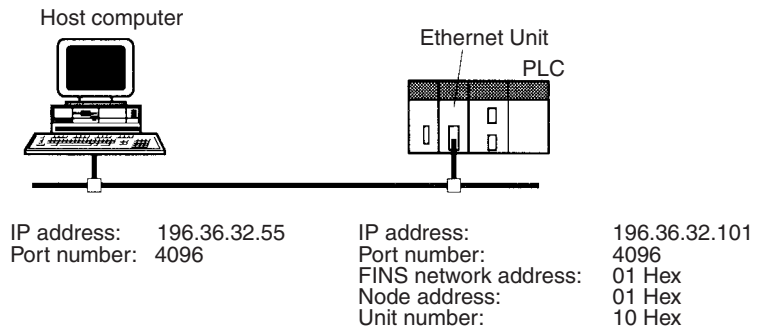 Host computer
Ethernet Unit
PLC
IP address: 196.36.32.55
Port number: 4096
IP address: 196.36.32.101
Port number: 4096
FINS network address: 01 Hex
Node address: 01 Hex
Unit number: 10 Hex